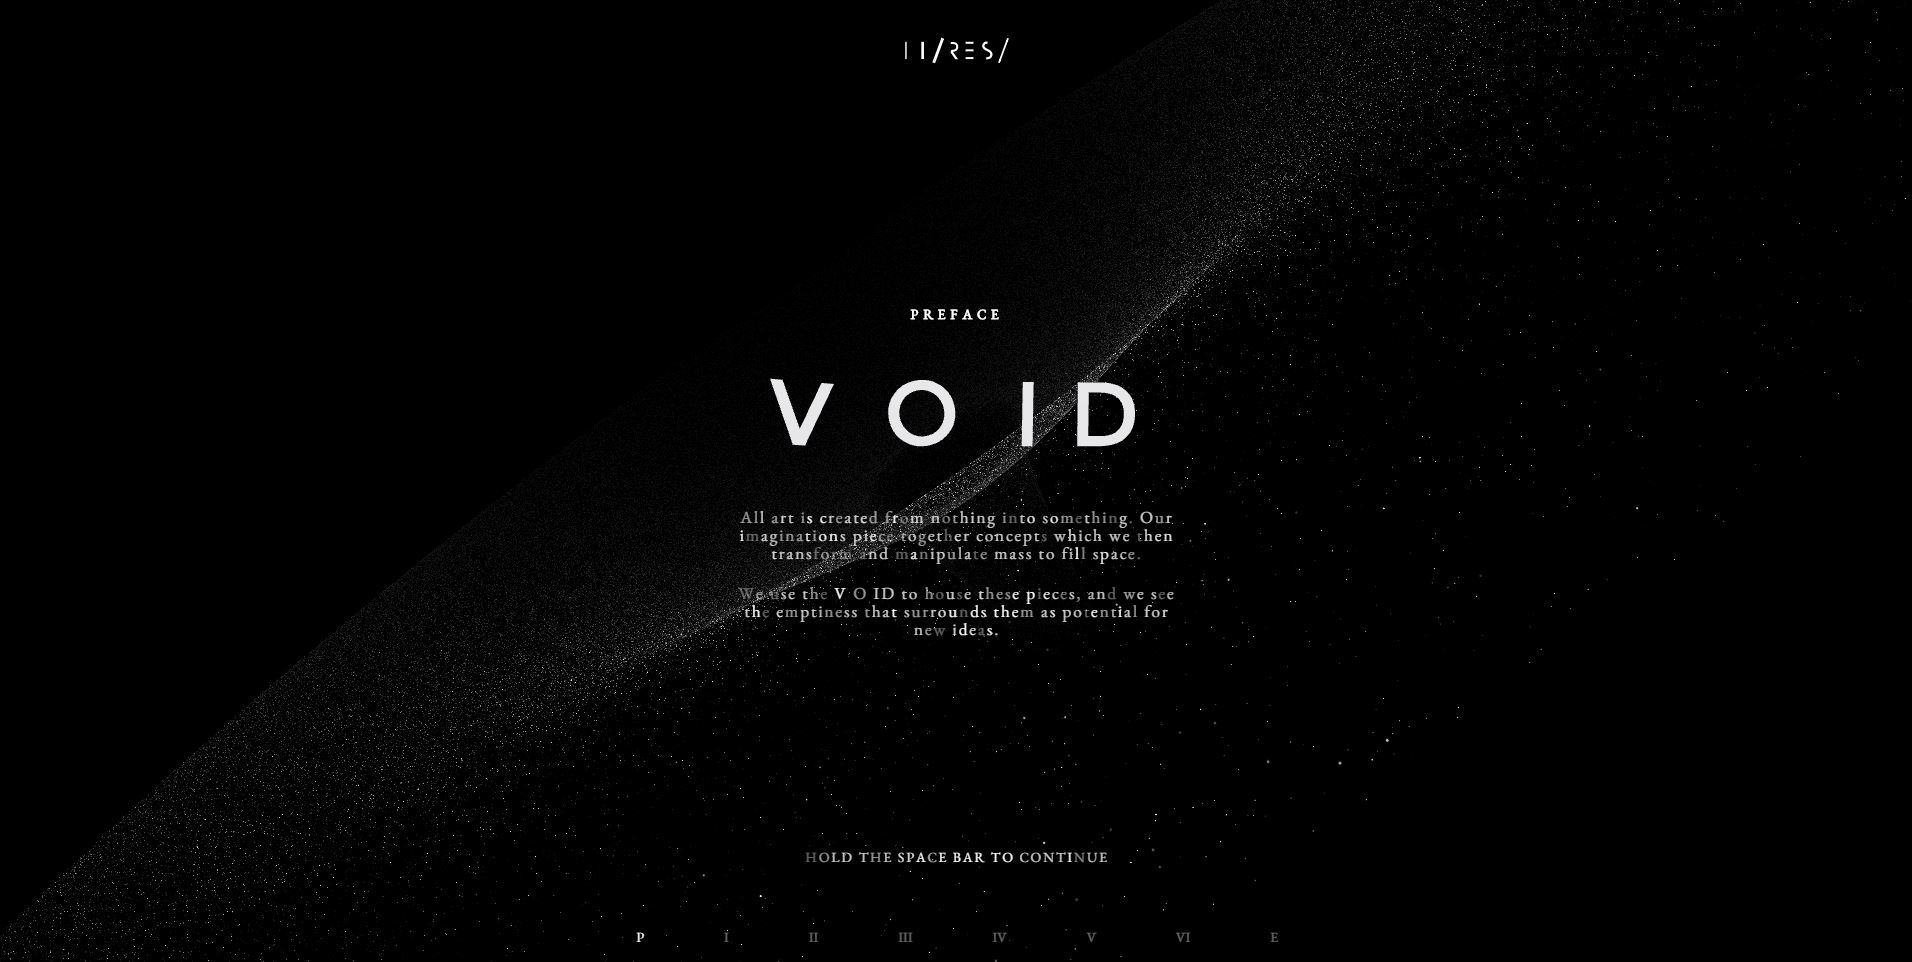 HI/RES/
PREFACE
V O I D
All art is created from nothing into something. Our
imaginations piece together concepts which we then
transform and manipulate mass to fill space.
We use the V O ID to house these pieces, and we see
the emptiness that surrounds them as potential for
new ideas.
HOLD THE SPACE BAR TO CONTINUE
P I II III IV V VI E